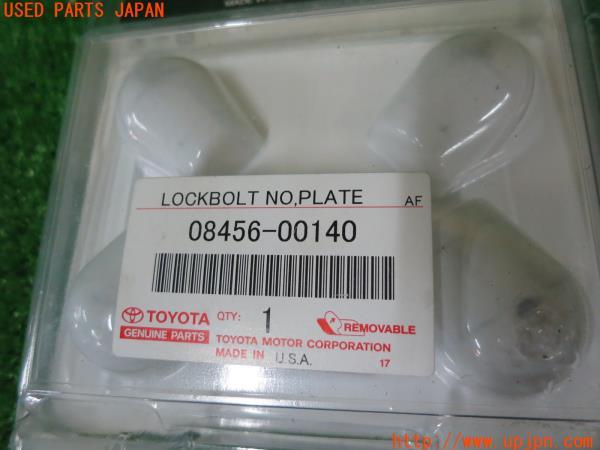 USED PARTS JAPAN
LOCKBOLT NO,PLATE AF
08456-00140
TOYOTA QTY: 1 REMOVABLE
GENUINE PARTS TOYOTA MOTOR CORPORATION
MADE IN U.S.A. 17
http://www.upjpn.com/